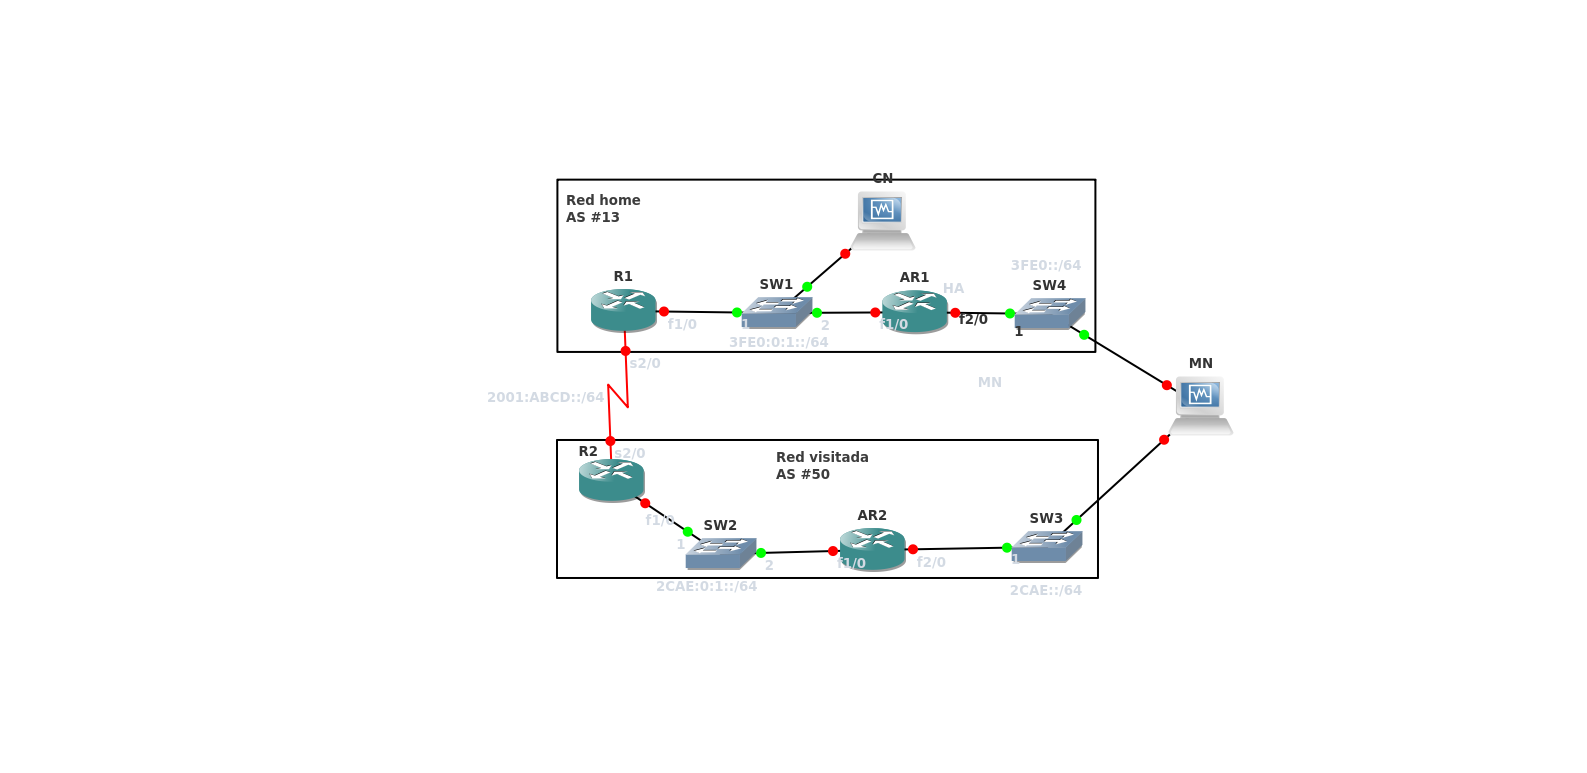 CN
Red home
AS #13
3FE0::/64
R1
SW1
AR1
HA
SW4
f1/0
1
2
f1/0
f2/0
1
3FE0:0:1::/64
s2/0
MN
MN
2001:ABCD::/64
R2
s2/0
Red visitada
AS #50
f1/0
SW2
AR2
SW3
1
2
f1/0
f2/0
1
2CAE:0:1::/64
2CAE::/64